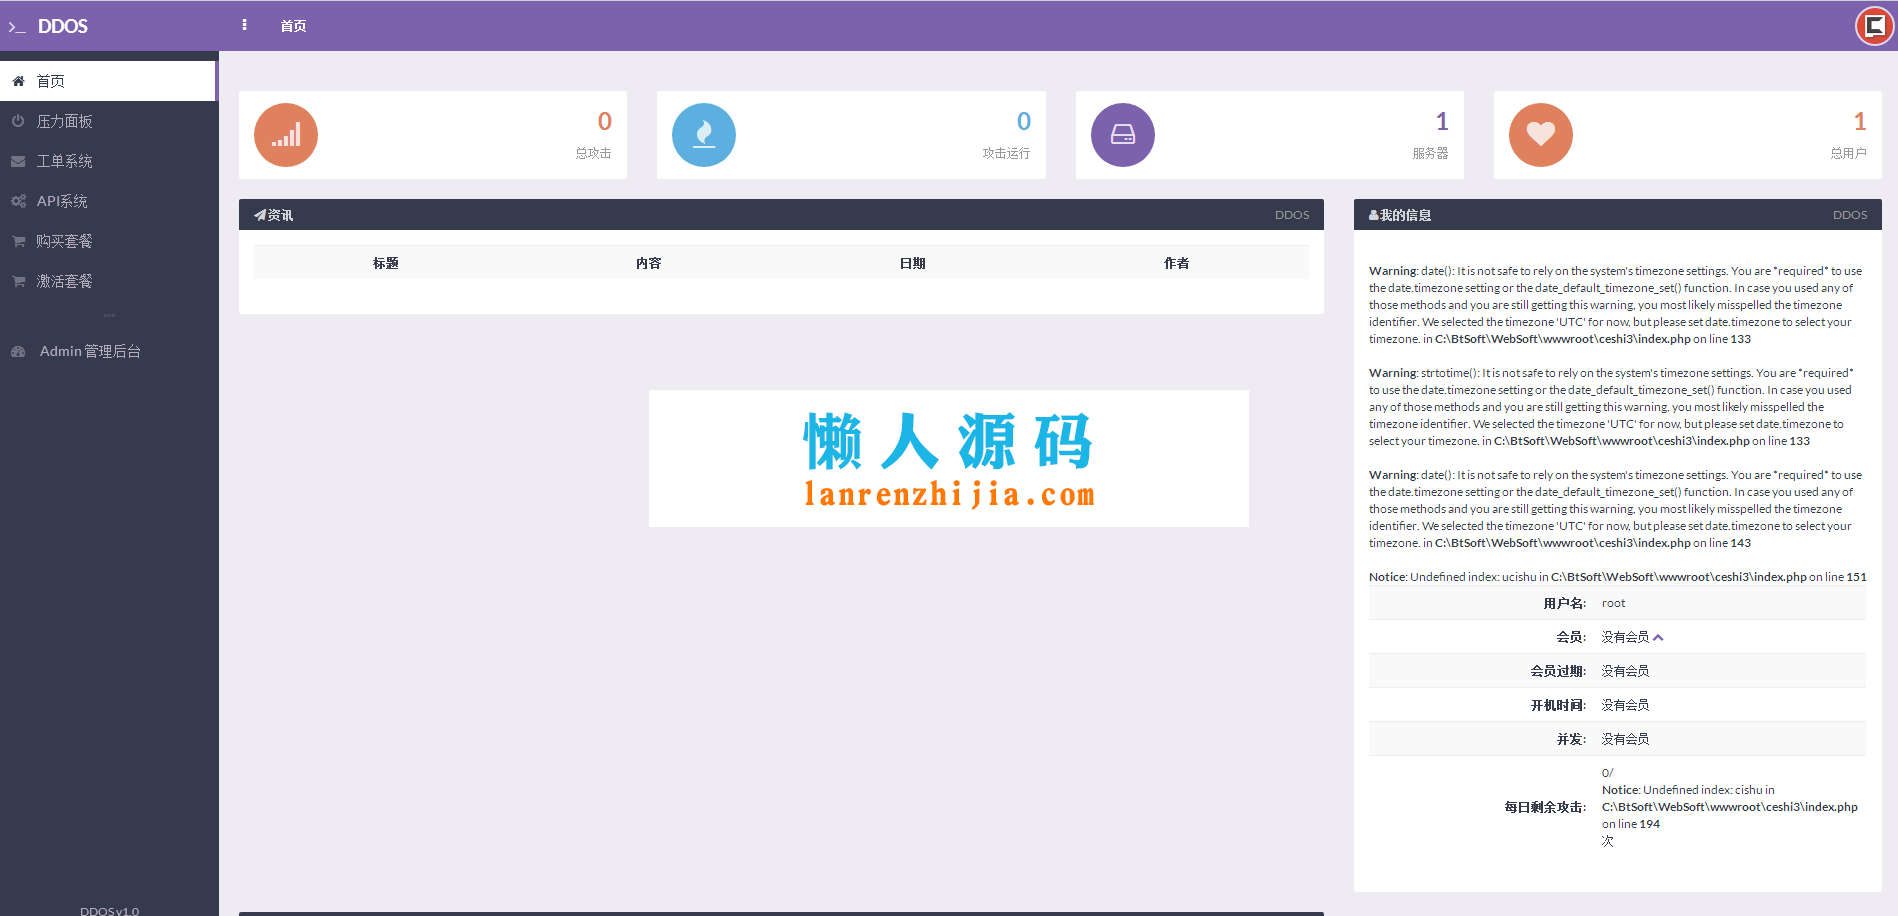 DDOS
首页
首页
压力面板
工单系统
API系统
购买套餐
激活套餐
Admin 管理后台
DDOS v1.0
0
总攻击
0
攻击运行
1
服务器
1
总用户
资讯 DDOS
标题 内容 日期 作者
懒人源码
lanrenzhijia.com
我的信息 DDOS
Warning: date(): It is not safe to rely on the system's timezone settings. You are *required* to use
the date.timezone setting or the date_default_timezone_set() function. In case you used any of
those methods and you are still getting this warning, you most likely misspelled the timezone
identifier. We selected the timezone 'UTC' for now, but please set date.timezone to select your
timezone. in C:\BtSoft\WebSoft\wwwroot\ceshi3\index.php on line 133
Warning: strtotime(): It is not safe to rely on the system's timezone settings. You are *required*
to use the date.timezone setting or the date_default_timezone_set() function. In case you used
any of those methods and you are still getting this warning, you most likely misspelled the
timezone identifier. We selected the timezone 'UTC' for now, but please set date.timezone to
select your timezone. in C:\BtSoft\WebSoft\wwwroot\ceshi3\index.php on line 133
Warning: date(): It is not safe to rely on the system's timezone settings. You are *required* to use
the date.timezone setting or the date_default_timezone_set() function. In case you used any of
those methods and you are still getting this warning, you most likely misspelled the timezone
identifier. We selected the timezone 'UTC' for now, but please set date.timezone to select your
timezone. in C:\BtSoft\WebSoft\wwwroot\ceshi3\index.php on line 143
Notice: Undefined index: ucishu in C:\BtSoft\WebSoft\wwwroot\ceshi3\index.php on line 151
用户名: root
会员: 没有会员
会员过期: 没有会员
开机时间: 没有会员
并发: 没有会员
每日剩余攻击: 0/
Notice: Undefined index: cishu in
C:\BtSoft\WebSoft\wwwroot\ceshi3\index.php
on line 194
次